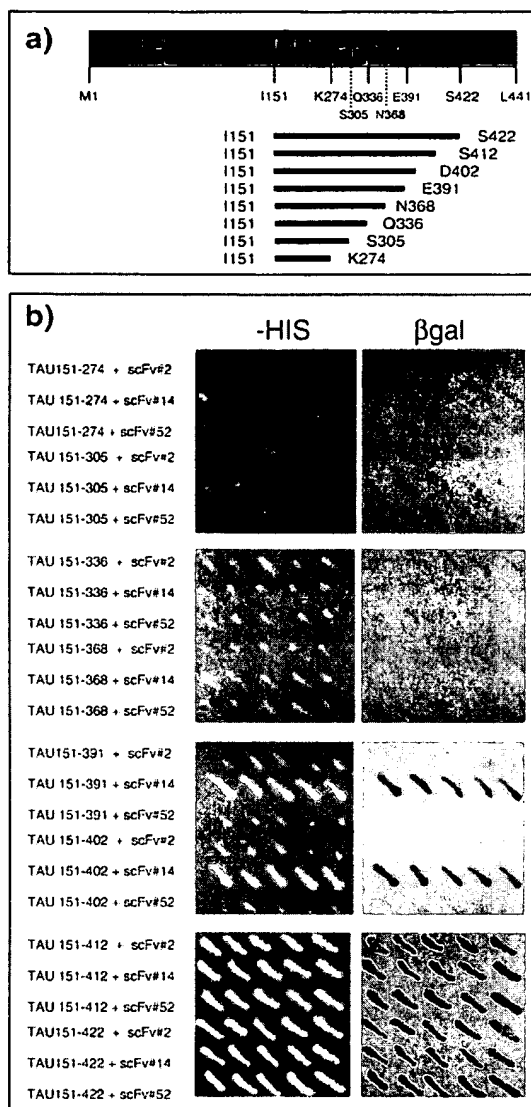 a)
M1 I151 K274 Q336 E391 S422 L441
S305 N368
I151 S422
I151 S412
I151 D402
I151 E391
I151 N368
I151 Q336
I151 S305
I151 K274
b)
-HIS βgal
TAU151-274 + scFv#2
TAU 151-274 + scFv#14
TAU151-274 + scFv#52
TAU 151-305 + scFv#2
TAU 151-305 + scFv#14
TAU 151-305 + scFv#52
TAU 151-336 + scFv#2
TAU 151-336 + scFv#14
TAU 151-336 + scFv#52
TAU 151-368 + scFv#2
TAU 151-368 + scFv#14
TAU 151-368 + scFv#52
TAU151-391 + scFv#2
TAU 151-391 + scFv#14
TAU 151-391 + scFv#52
TAU 151-402 + scFv#2
TAU 151-402 + scFv#14
TAU 151-402 + scFv#52
TAU 151-412 + scFv#2
TAU 151-412 + scFv#14
TAU 151-412 + scFv#52
TAU151-422 + scFv#2
TAU 151-422 + scFv#14
TAU 151-422 + scFv#52